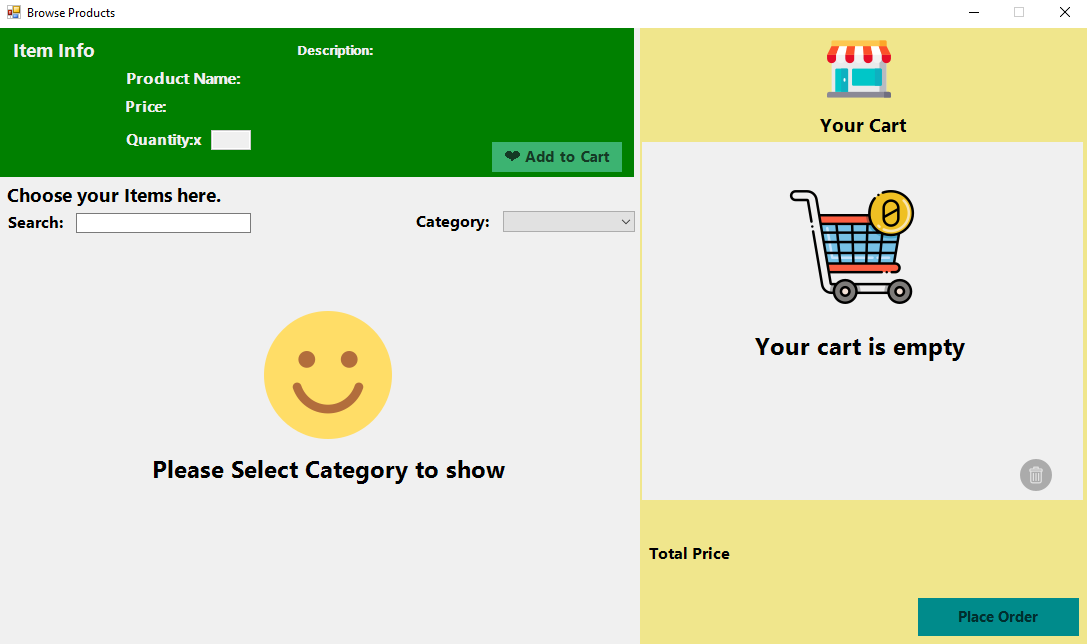 Browse Products
Item Info
Description:
Product Name:
Price:
Quantity:x
❤ Add to Cart
Choose your Items here.
Search:
Category:
Please Select Category to show
Your Cart
0
Your cart is empty
Total Price
Place Order